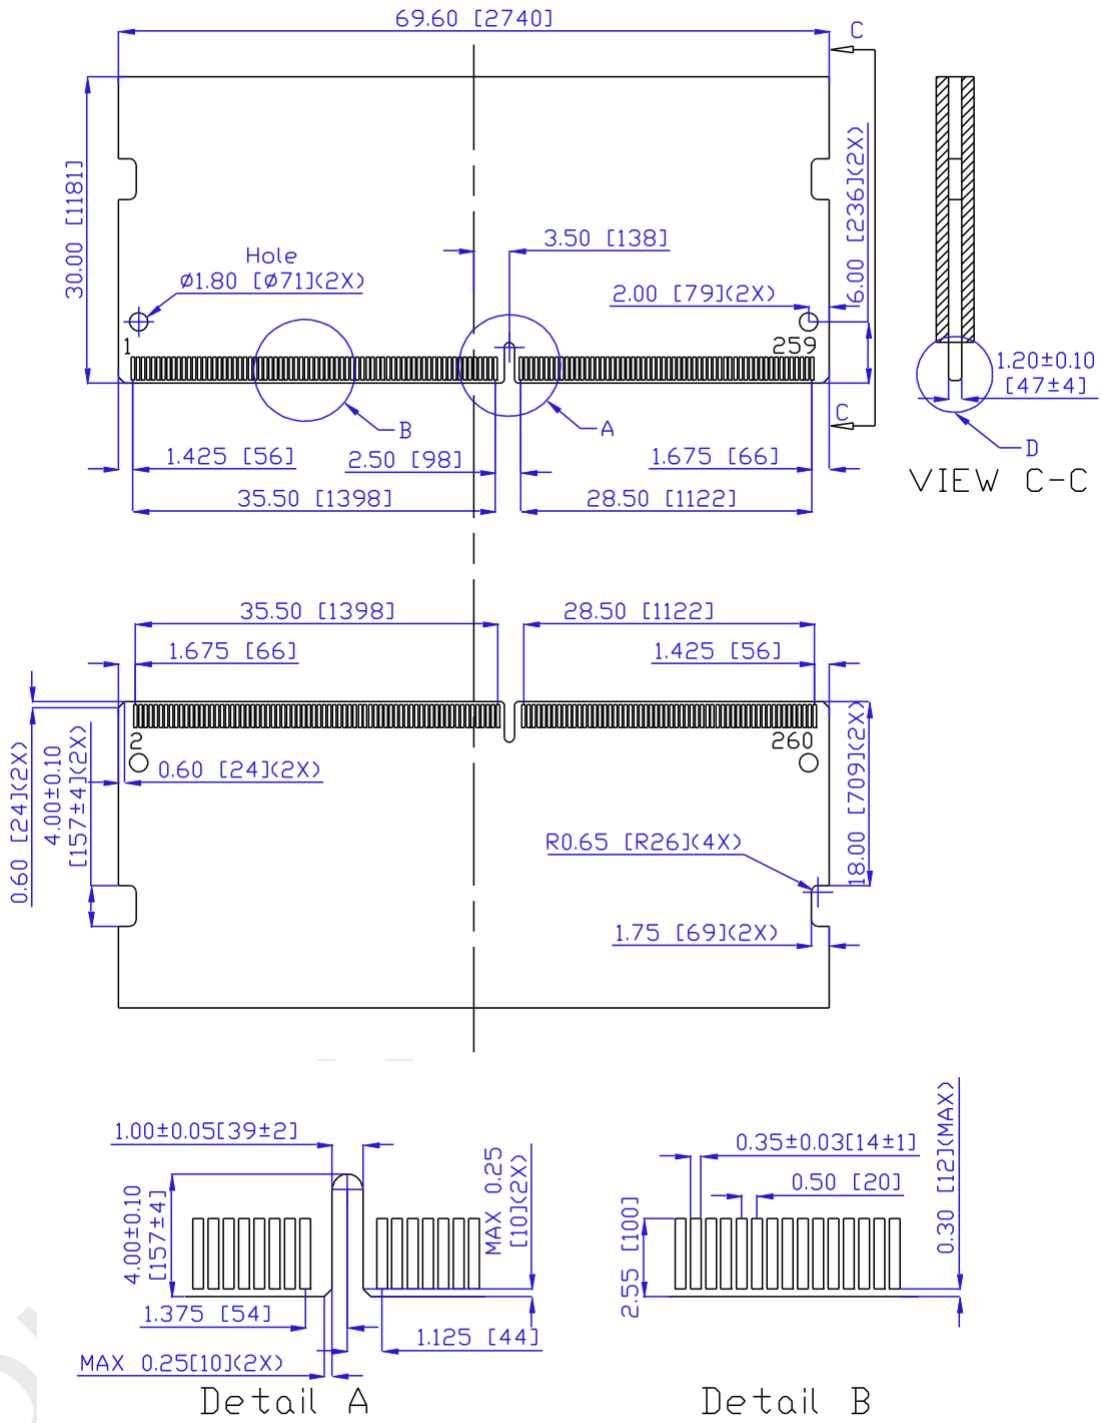 69.60 [2740]
C
30.00 [1181]
6.00 [236](2X)
3.50 [138]
Hole
ø1.80 [ø71](2X)
2.00 [79](2X)
1
259
1.20±0.10
[47±4]
B
A
C
D
1.425 [56]
2.50 [98]
1.675 [66]
VIEW C-C
35.50 [1398]
28.50 [1122]
35.50 [1398]
28.50 [1122]
1.675 [66]
1.425 [56]
2
260
0.60 [24](2X)
0.60 [24](2X)
4.00±0.10
[157±4](2X)
18.00 [709](2X)
R0.65 [R26](4X)
1.75 [69](2X)
1.00±0.05[39±2]
4.00±0.10
[157±4]
MAX 0.25
[10](2X)
1.375 [54]
1.125 [44]
MAX 0.25[10](2X)
Detail A
0.35±0.03[14±1]
0.50 [20]
2.55 [100]
0.30 [12](MAX)
Detail B